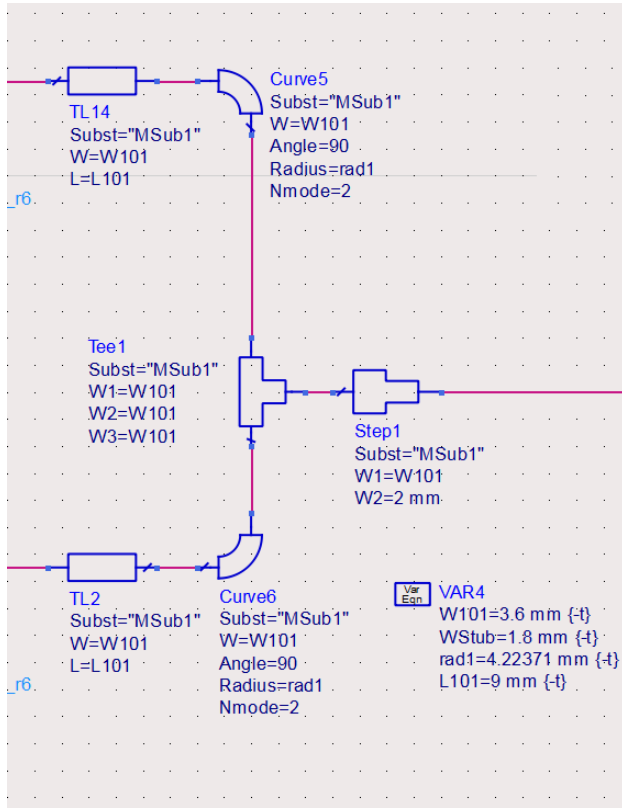 Curve5
Subst="MSub1"
W=W101
Angle=90
Radius=rad1
Nmode=2
TL14
Subst="MSub1"
W=W101
L=L101
_r6
Tee1
Subst="MSub1"
W1=W101
W2=W101
W3=W101
Step1
Subst="MSub1"
W1=W101
W2=2 mm
TL2
Subst="MSub1"
W=W101
L=L101
_r6
Curve6
Subst="MSub1"
W=W101
Angle=90
Radius=rad1
Nmode=2
Var
Eqn
VAR4
W101=3.6 mm {-t}
WStub=1.8 mm {-t}
rad1=4.22371 mm {-t}
L101=9 mm {-t}